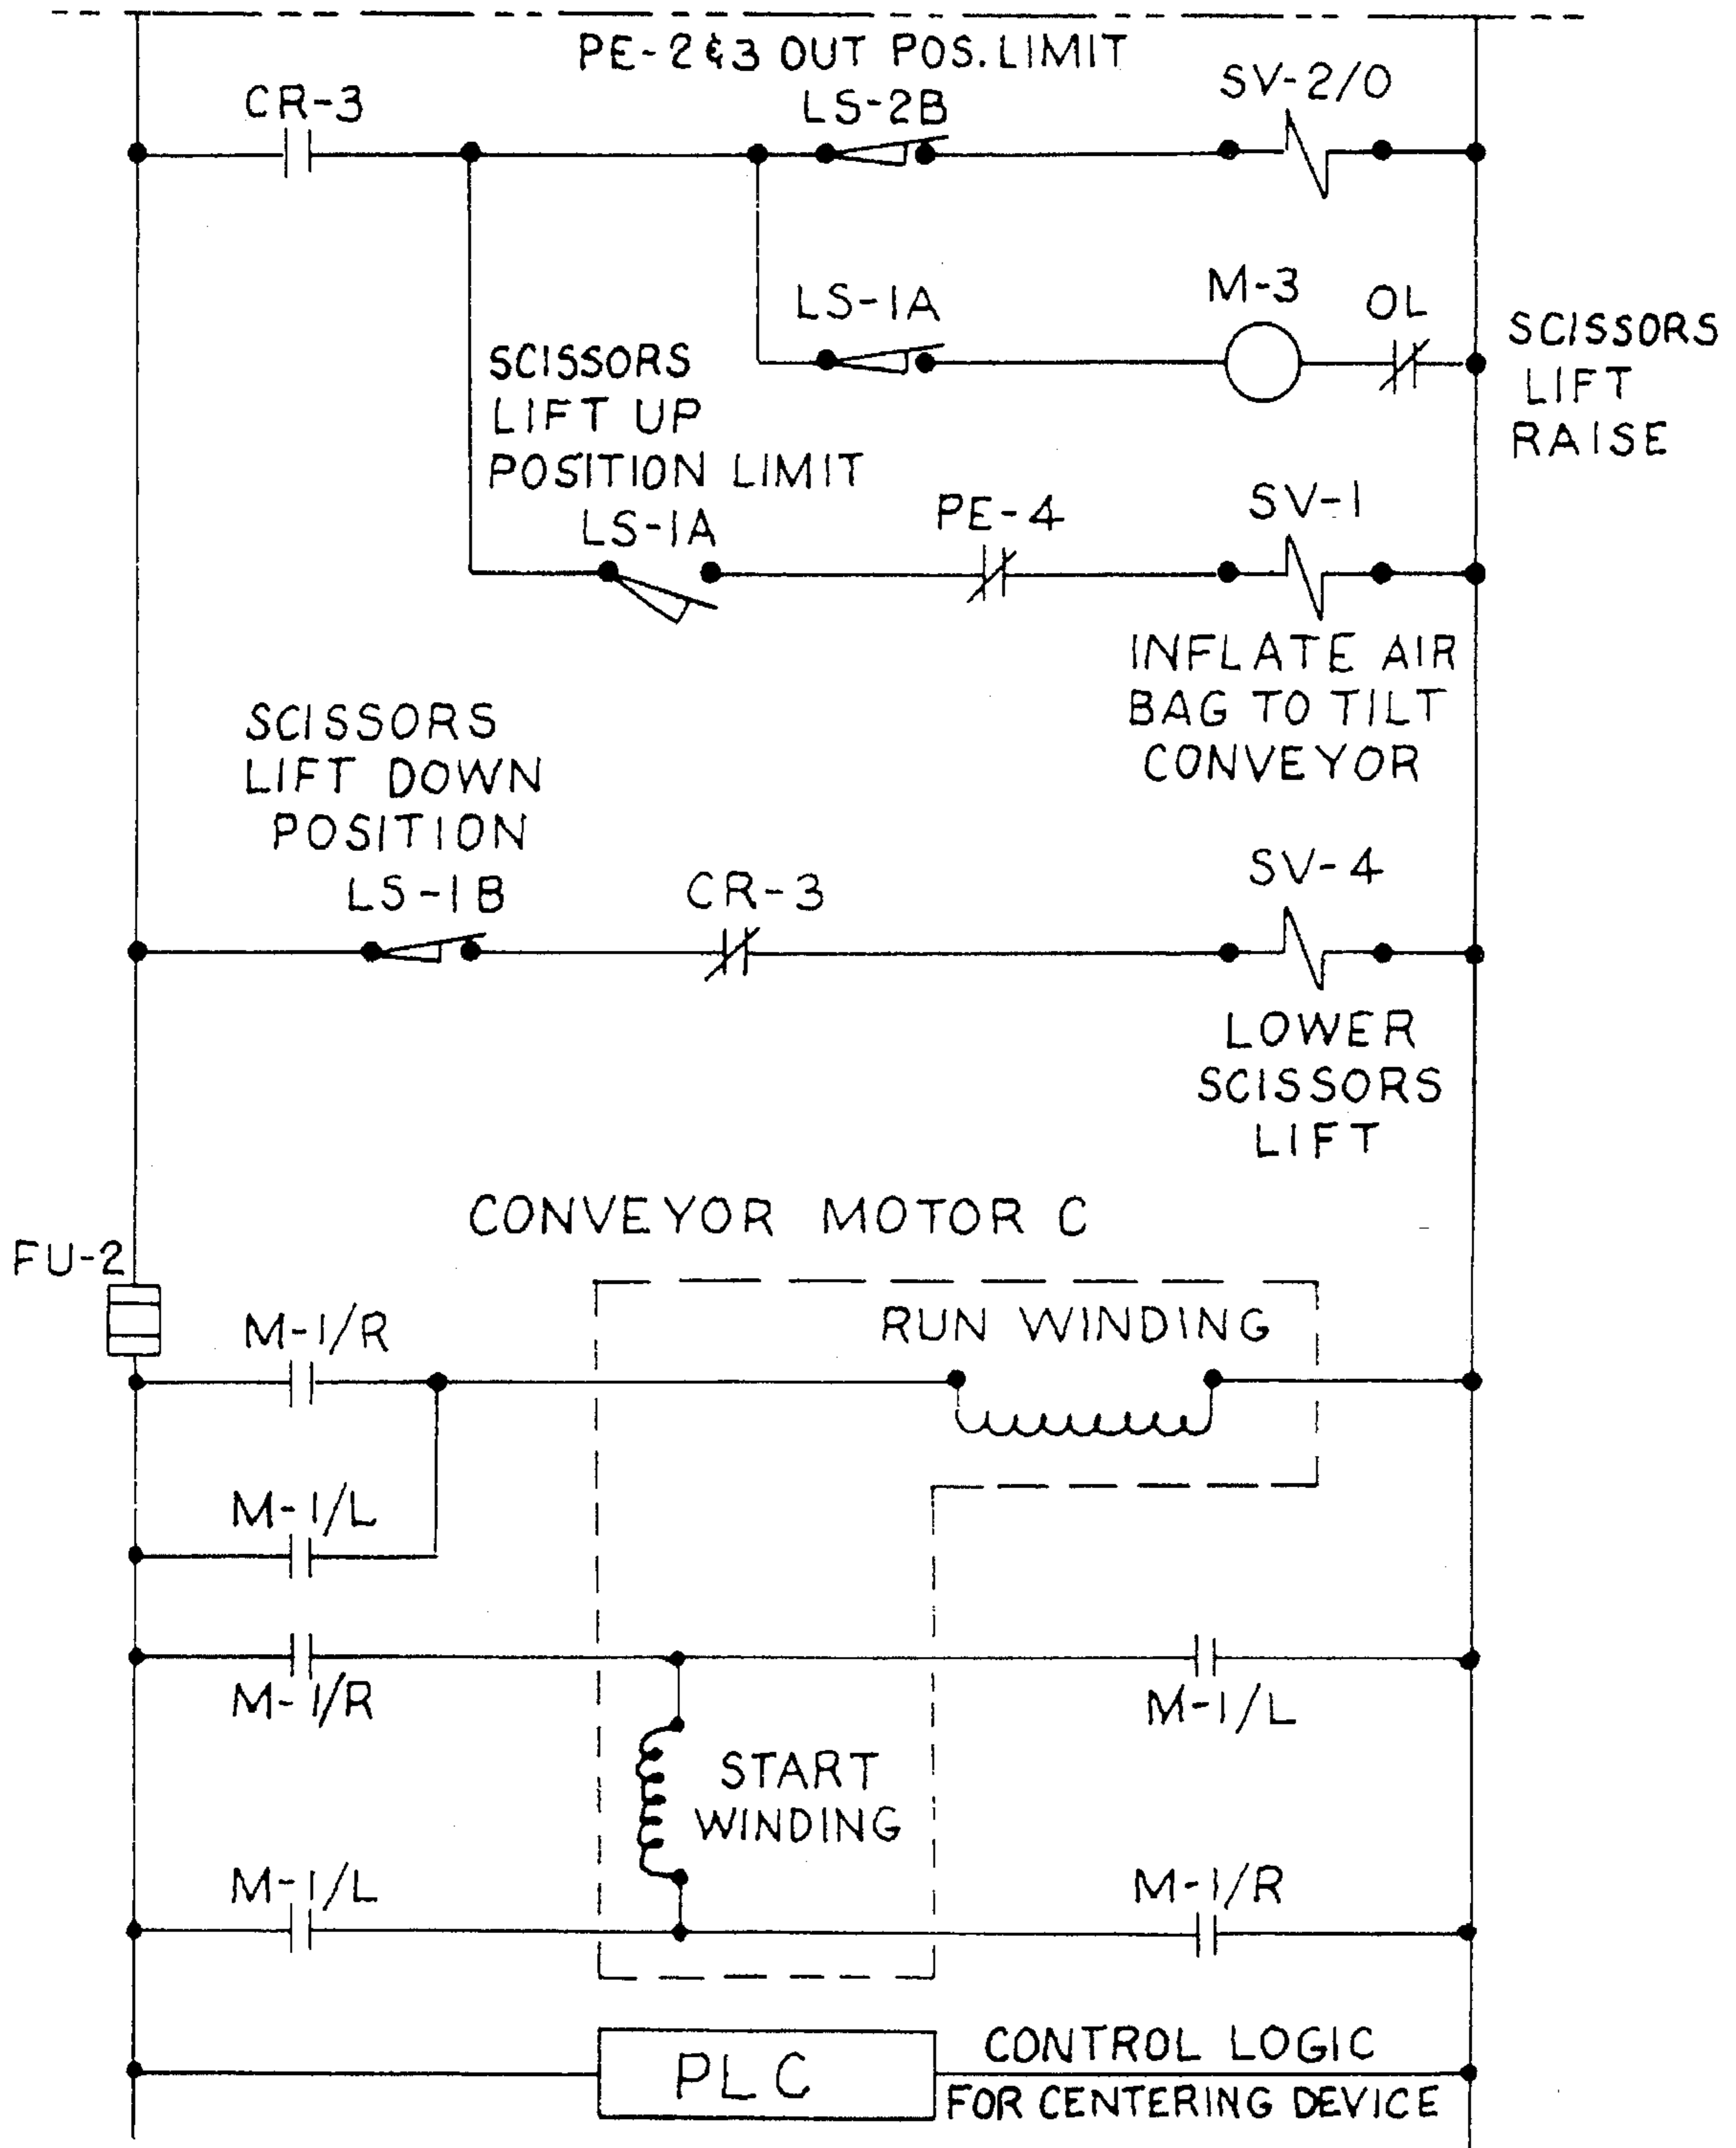 PE-2&3 OUT POS. LIMIT
CR-3
LS-2B
SV-2/0
LS-1A
M-3
OL
SCISSORS
LIFT
RAISE
SCISSORS
LIFT UP
POSITION LIMIT
LS-1A
PE-4
SV-1
INFLATE AIR
BAG TO TILT
CONVEYOR
SCISSORS
LIFT DOWN
POSITION
LS-1B
CR-3
SV-4
LOWER
SCISSORS
LIFT
CONVEYOR MOTOR C
FU-2
M-1/R
RUN WINDING
M-1/L
M-1/R
M-1/L
START
WINDING
M-1/L
M-1/R
PLC
CONTROL LOGIC
FOR CENTERING DEVICE